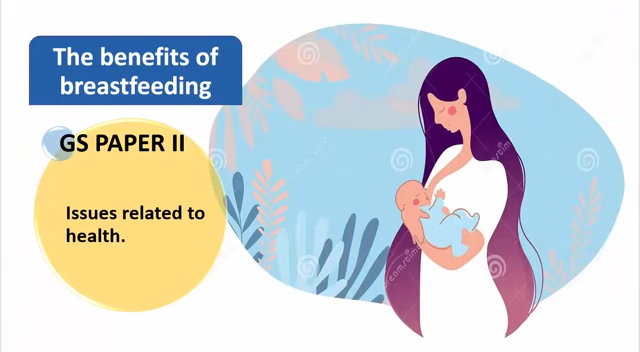 The benefits of
breastfeeding
GS PAPER II
Issues related to
health.